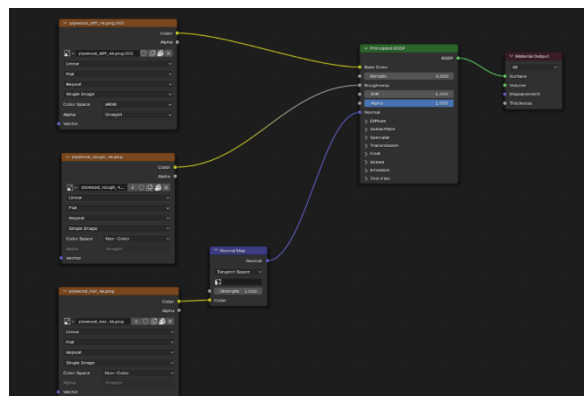 plywood_diff_4k.png.001
Color
Alpha
plywood_diff_4k.png.001
Linear
Flat
Repeat
Single Image
Color Space sRGB
Alpha Straight
Vector
plywood_rough_4k.png
Color
Alpha
plywood_rough_4... 2
Linear
Flat
Repeat
Single Image
Color Space Non-Color
Alpha Straight
Vector
plywood_nor_4k.png
Color
Alpha
plywood_nor_4k.png 2
Linear
Flat
Repeat
Single Image
Color Space Non-Color
Alpha Straight
Vector
Normal Map
Normal
Tangent Space
Strength 1.000
Color
Principled BSDF
BSDF
Base Color
Metallic 0.000
Roughness
IOR
Alpha 1.000
Normal
Diffuse
Subsurface
Specular
Transmission
Coat
Sheen
Emission
Thin Film
Material Output
All
Surface
Volume
Displacement
Thickness